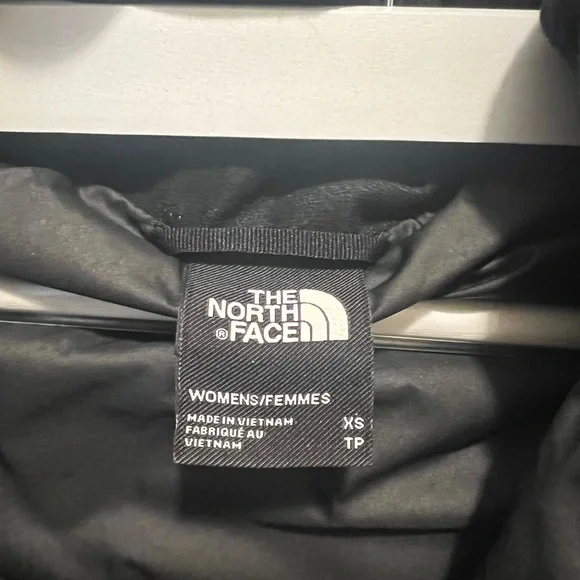 THE
NORTH
® FACE
WOMENS/FEMMES
MADE IN VIETNAM XS
FABRIQUÉ AU
VIETNAM TP